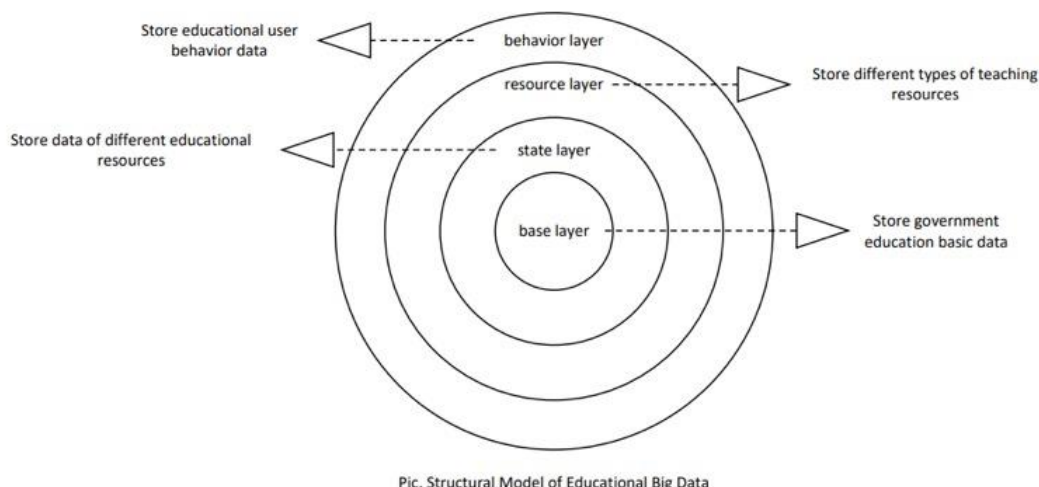 Store educational user
behavior data
behavior layer
resource layer
Store different types of teaching
resources
Store data of different educational
resources
state layer
base layer
Store government
education basic data
Pic. Structural Model of Educational Big Data